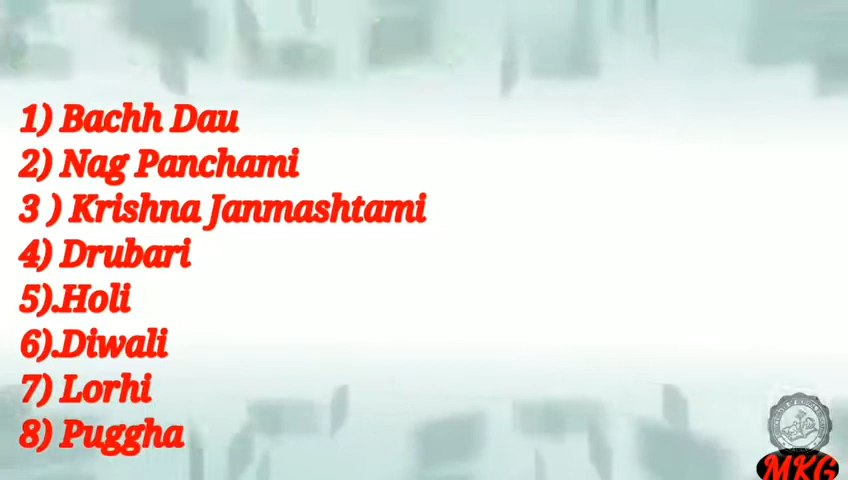 1) Bachh Dau
2) Nag Panchami
3 ) Krishna Janmashtami
4) Drubari
5).Holi
6).Diwali
7) Lorhi
8) Puggha
MKG